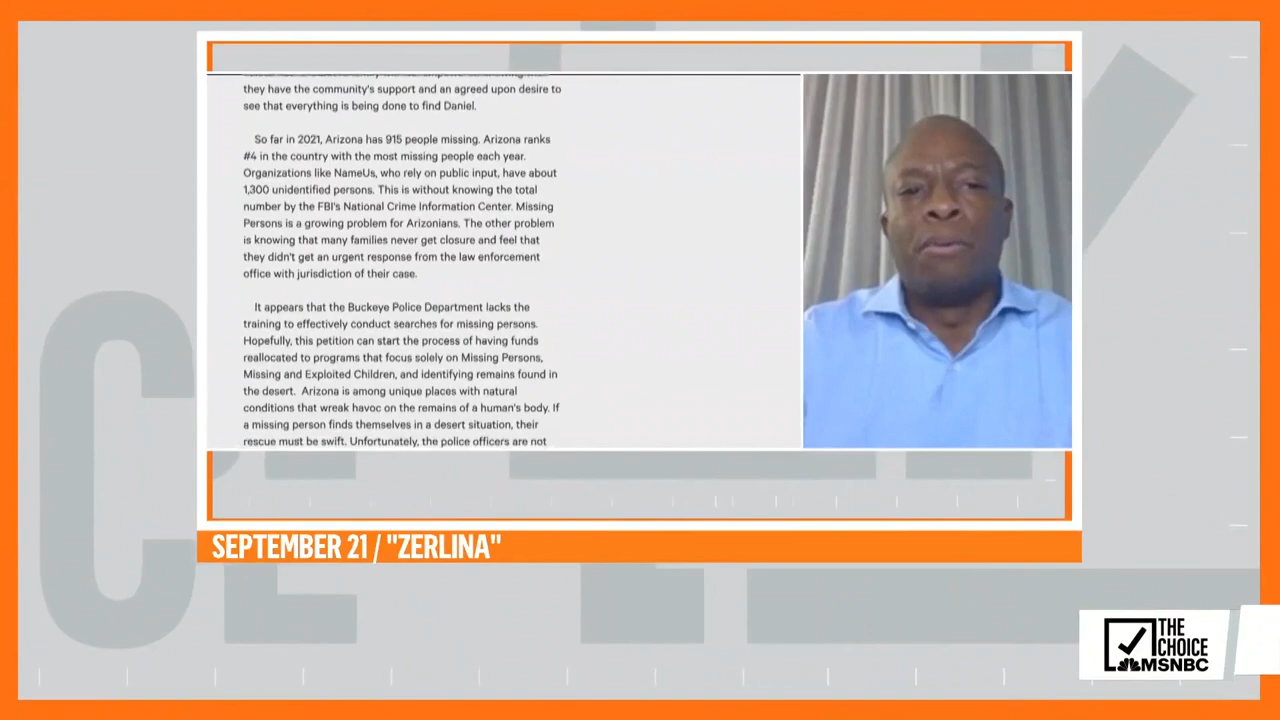 they have the community's support and an agreed upon desire to
see that everything is being done to find Daniel.
So far in 2021, Arizona has 915 people missing. Arizona ranks
#4 in the country with the most missing people each year.
Organizations like NameUs, who rely on public input, have about
1,300 unidentified persons. This is without knowing the total
number by the FBI's National Crime Information Center. Missing
Persons is a growing problem for Arizonians. The other problem
is knowing that many families never get closure and feel that
they didn't get an urgent response from the law enforcement
office with jurisdiction of their case.
It appears that the Buckeye Police Department lacks the
training to effectively conduct searches for missing persons.
Hopefully, this petition can start the process of having funds
reallocated to programs that focus solely on Missing Persons,
Missing and Exploited Children, and identifying remains found in
the desert. Arizona is among unique places with natural
conditions that wreak havoc on the remains of a human's body. If
a missing person finds themselves in a desert situation, their
rescue must be swift. Unfortunately, the police officers are not
SEPTEMBER 21 / "ZERLINA"
THE
CHOICE
MSNBC